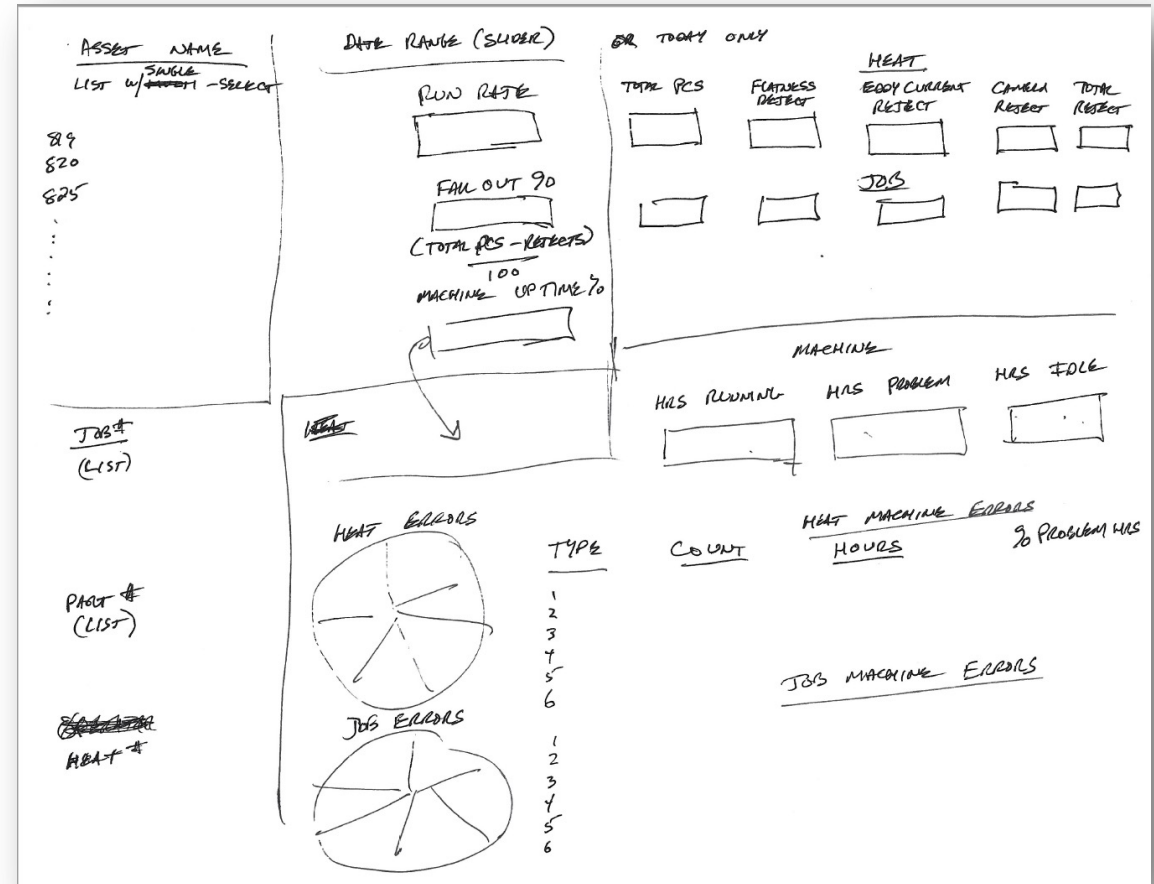 ASSET NAME
LIST W/ SINGLE -SELECT
819
820
825
DATE RANGE (SLIDER)
OR TODAY ONLY
RUN RATE
FALL OUT %
(TOTAL PCS - REJECTS)
100
MACHINE UPTIME %
HEAT
TOTAL PCS
FLATNESS REJECT
EDDY CURRENT REJECT
CAMERA REJECT
TOTAL REJECT
JOB
MACHINE
HRS RUNNING
HRS PROBLEM
HRS IDLE
JOB #
(LIST)
PART #
(LIST)
HEAT #
HEAT ERRORS
HEAT MACHINE ERRORS
TYPE
COUNT
HOURS
% PROBLEM HRS
1
2
3
4
5
6
JOB ERRORS
JOB MACHINE ERRORS
1
2
3
4
5
6